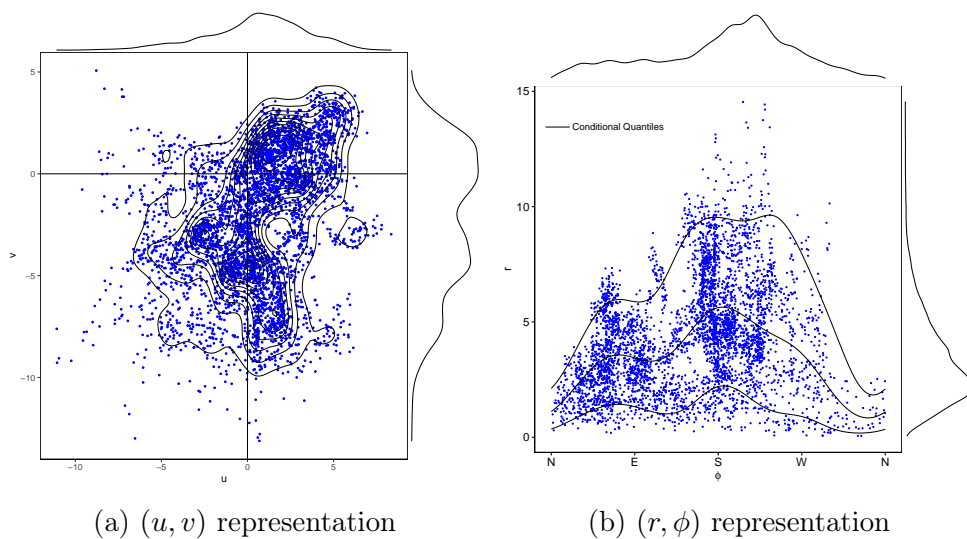 5
0
−5
−10
v
−10
−5
0
5
u
(a) (u, v) representation
15
10
5
0
r
Conditional Quantiles
N
E
S
W
N
ϕ
(b) (r, ϕ) representation